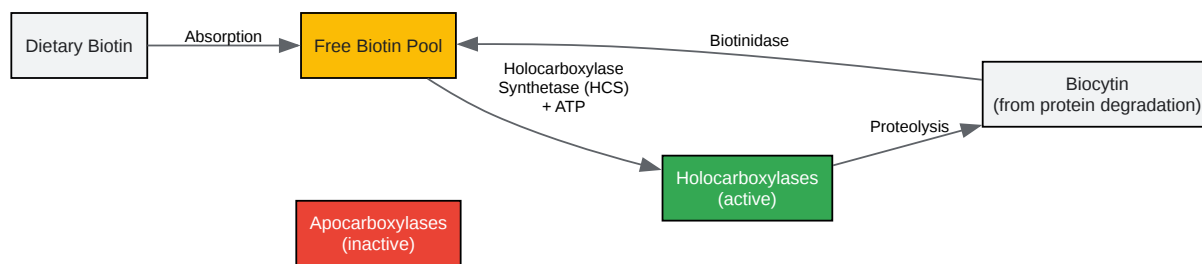 Dietary Biotin
Absorption
Free Biotin Pool
Biotinidase
Holocarboxylase
Synthetase (HCS)
+ ATP
Biocytin
(from protein degradation)
Proteolysis
Holocarboxylases
(active)
Apocarboxylases
(inactive)